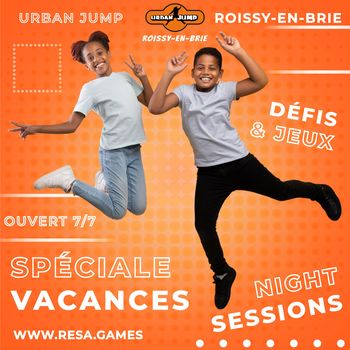 URBAN JUMP
URBAN JUMP
ROISSY-EN-BRIE
ROISSY-EN-BRIE
DÉFIS
& JEUX
OUVERT 7/7
SPÉCIALE
VACANCES
NIGHT
SESSIONS
WWW.RESA.GAMES